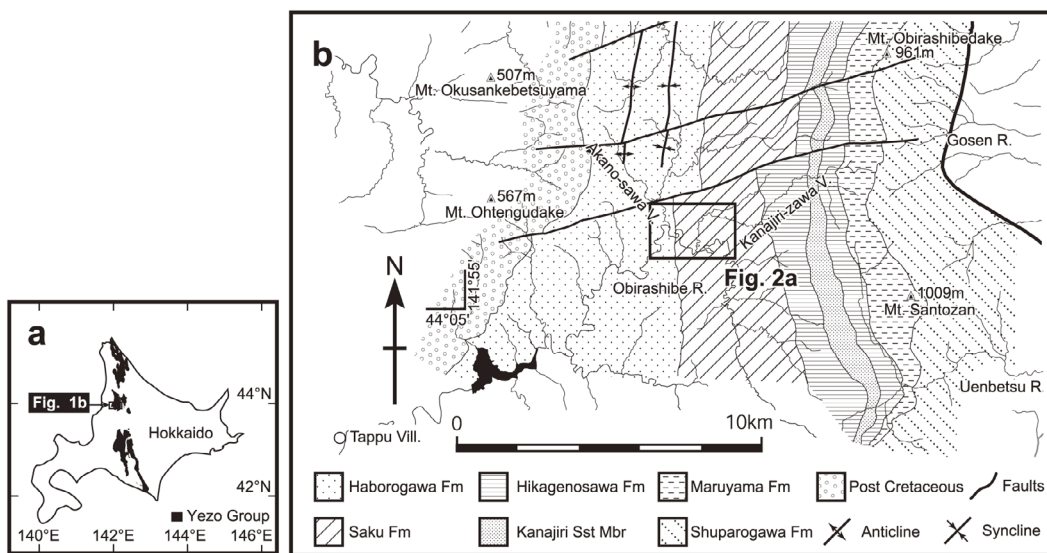 b
507m
Mt. Okusankebetsuyama
Mt. Obirashibedake
961m
Gosen R.
Akano-sawa V.
567m
Mt. Ohtengudake
Kanajiri-zawa V.
N
Obirashibe R.
Fig. 2a
141°55'
44°05'
1009m
Mt. Santozan
Uenbetsu R.
Tappu Vill.
0 10km
a
Fig. 1b
Hokkaido
44°N
42°N
Yezo Group
140°E 142°E 144°E 146°E
Haborogawa Fm Hikagenosawa Fm Maruyama Fm Post Cretaceous Faults
Saku Fm Kanajiri Sst Mbr Shuparogawa Fm Anticline Syncline